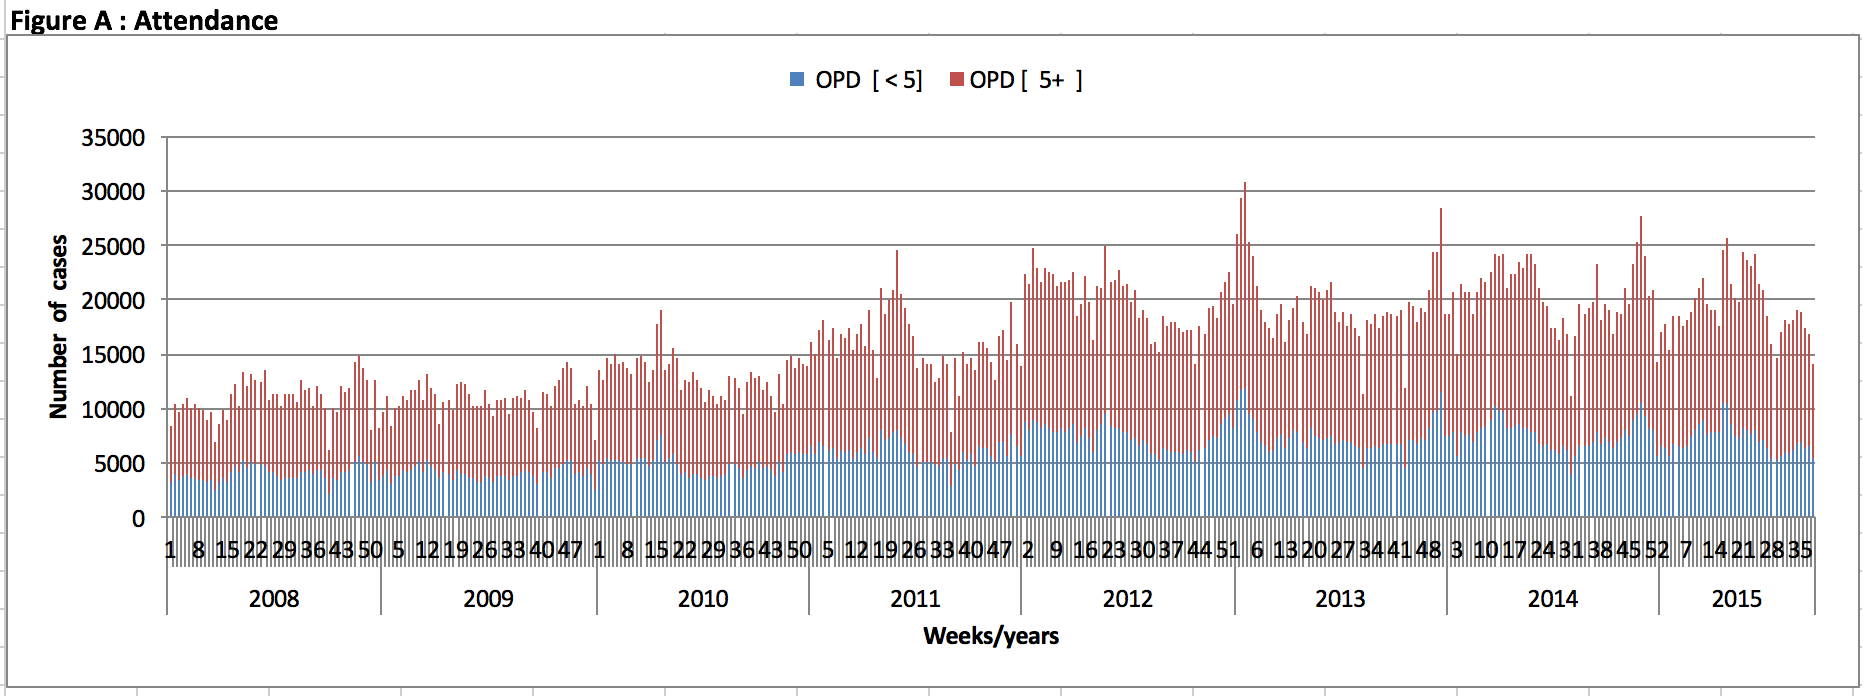 Figure A : Attendance
OPD [ < 5] OPD [ 5+ ]
35000
30000
25000
20000
15000
10000
5000
0
Number of cases
1 8 15 22 29 36 43 50 5 12 19 26 33 40 47 1 8 15 22 29 36 43 50 5 12 19 26 33 40 47 2 9 16 23 30 37 44 51 6 13 20 27 34 41 48 3 10 17 24 31 38 45 52 7 14 21 28 35
2008 2009 2010 2011 2012 2013 2014 2015
Weeks/years